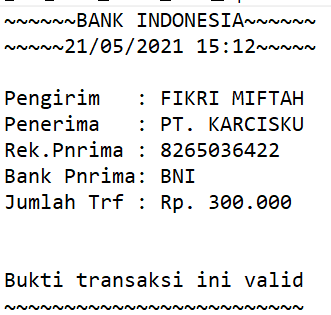 ~~~~~~BANK INDONESIA~~~~~~
~~~~~21/05/2021 15:12~~~~~
Pengirim   : FIKRI MIFTAH
Penerima   : PT. KARCISKU
Rek.Pnrima : 8265036422
Bank Pnrima: BNI
Jumlah Trf : Rp. 300.000
Bukti transaksi ini valid
~~~~~~~~~~~~~~~~~~~~~~~~~